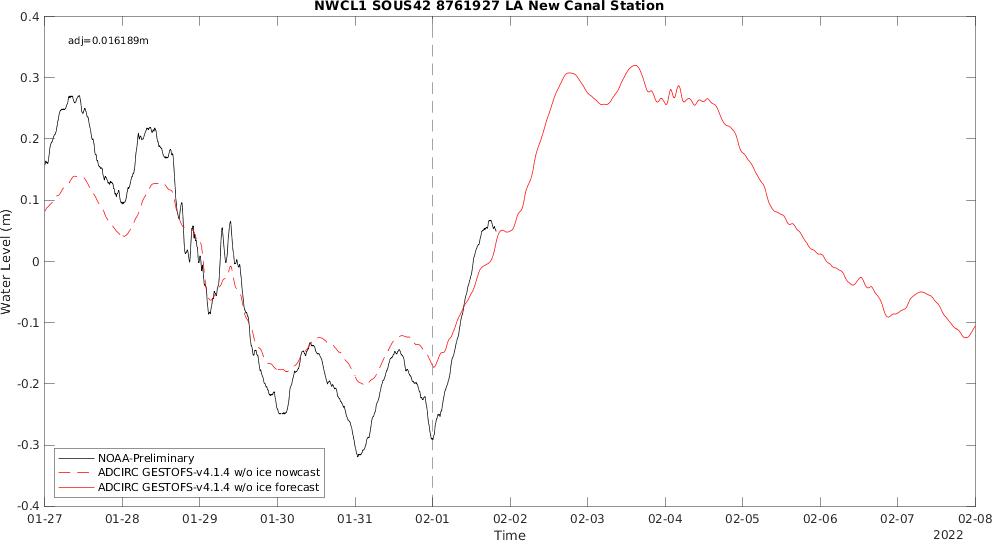 NWCL1 SOUS42 8761927 LA New Canal Station
adj=0.016189m
0.4
0.3
0.2
0.1
0
-0.1
-0.2
-0.3
-0.4
Water Level (m)
NOAA-Preliminary
ADCIRC GESTOFS-v4.1.4 w/o ice nowcast
ADCIRC GESTOFS-v4.1.4 w/o ice forecast
01-27 01-28 01-29 01-30 01-31 02-01 02-02 02-03 02-04 02-05 02-06 02-07 02-08
Time
2022